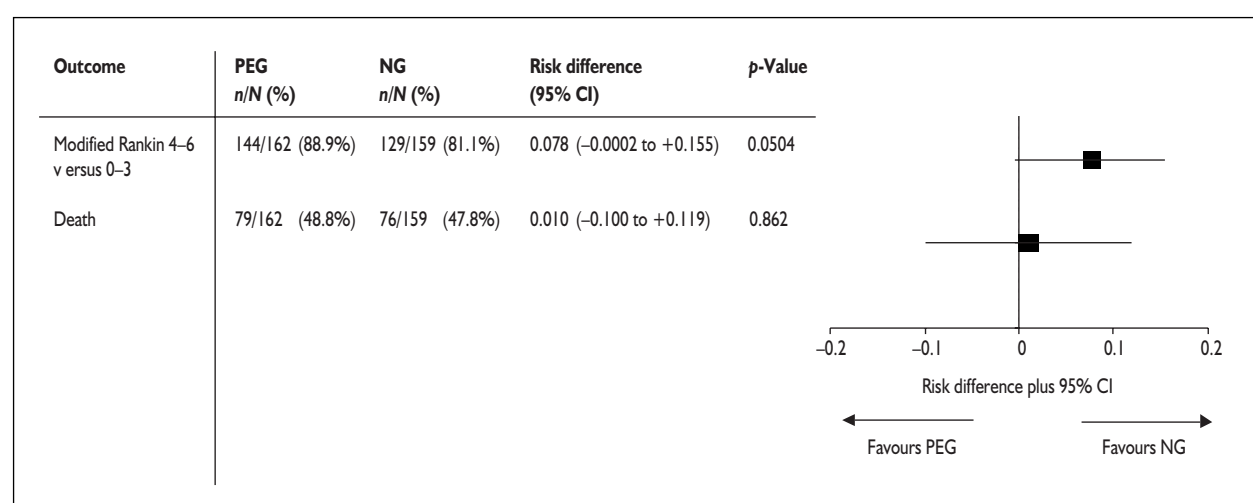 Outcome PEG NG Risk difference p-Value
n/N (%) n/N (%) (95% CI)
Modified Rankin 4–6 144/162 (88.9%) 129/159 (81.1%) 0.078 (–0.0002 to +0.155) 0.0504
v ersus 0–3
Death 79/162 (48.8%) 76/159 (47.8%) 0.010 (–0.100 to +0.119) 0.862
–0.2 –0.1 0 0.1 0.2
Risk difference plus 95% CI
Favours PEG Favours NG